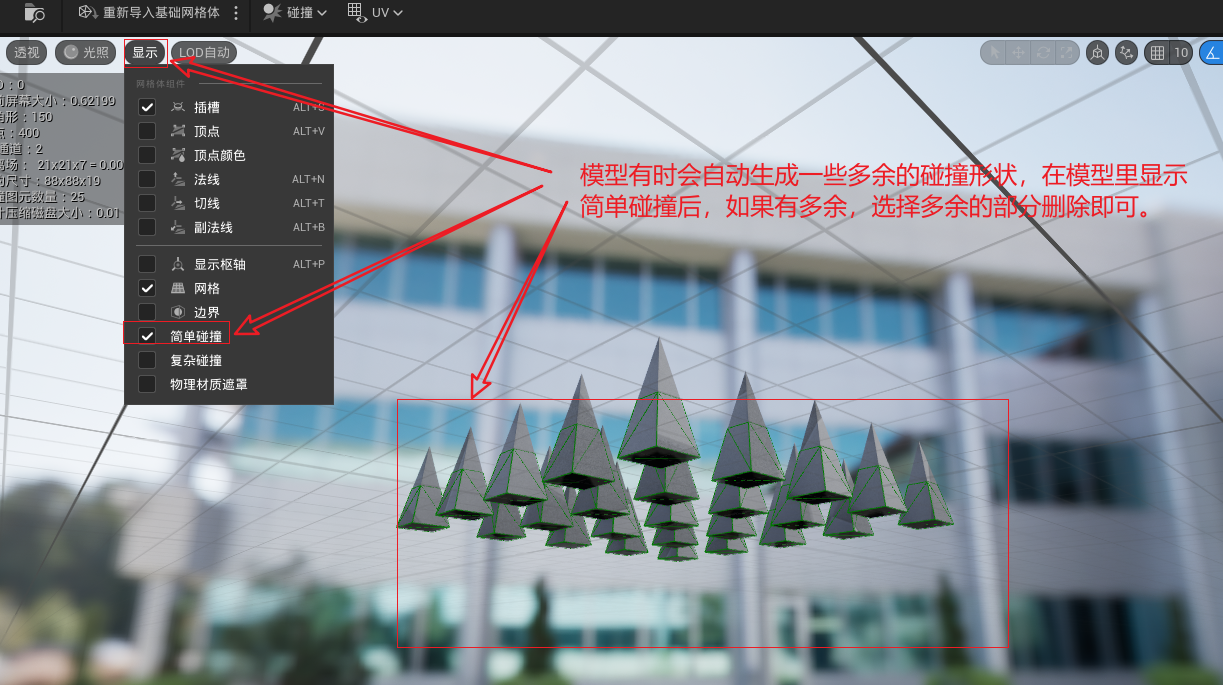 重新导入基础网格体
碰撞
UV
透视
光照
显示
LOD自动
10
：0
屏幕大小：0.62199
角形：150
点：400
通道：2
离场： 21x21x7 = 0.00
的尺寸：88x88x19
图元数量：25
压缩磁盘大小：0.01
网格体组件
插槽
顶点 ALT+V
顶点颜色
法线 ALT+N
切线 ALT+T
副法线 ALT+B
显示枢轴 ALT+P
网格
边界
简单碰撞
复杂碰撞
物理材质遮罩
模型有时会自动生成一些多余的碰撞形状，在模型里显示
简单碰撞后，如果有多余，选择多余的部分删除即可。